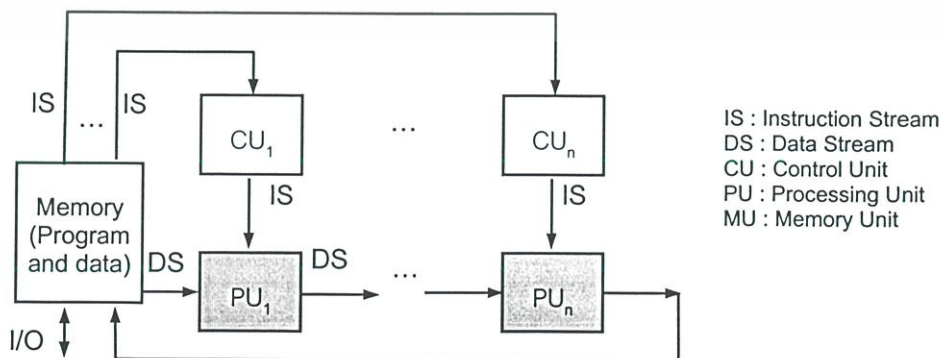 IS
...
IS
CU₁
...
CUₙ
IS : Instruction Stream
DS : Data Stream
CU : Control Unit
PU : Processing Unit
MU : Memory Unit
Memory
(Program
and data)
IS
IS
DS
PU₁
DS
...
PUₙ
I/O